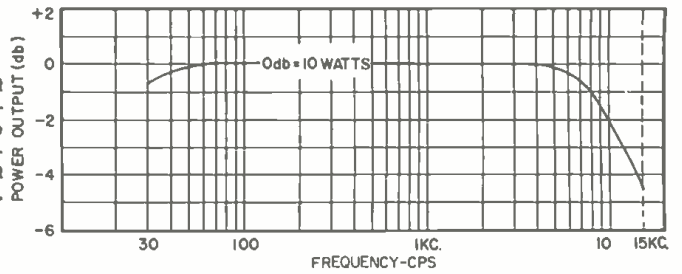 +2
0
-2
-4
-6
POWER OUTPUT (db)
0db = 10 WATTS
30 100 1KC. 10 15KC.
FREQUENCY-CPS